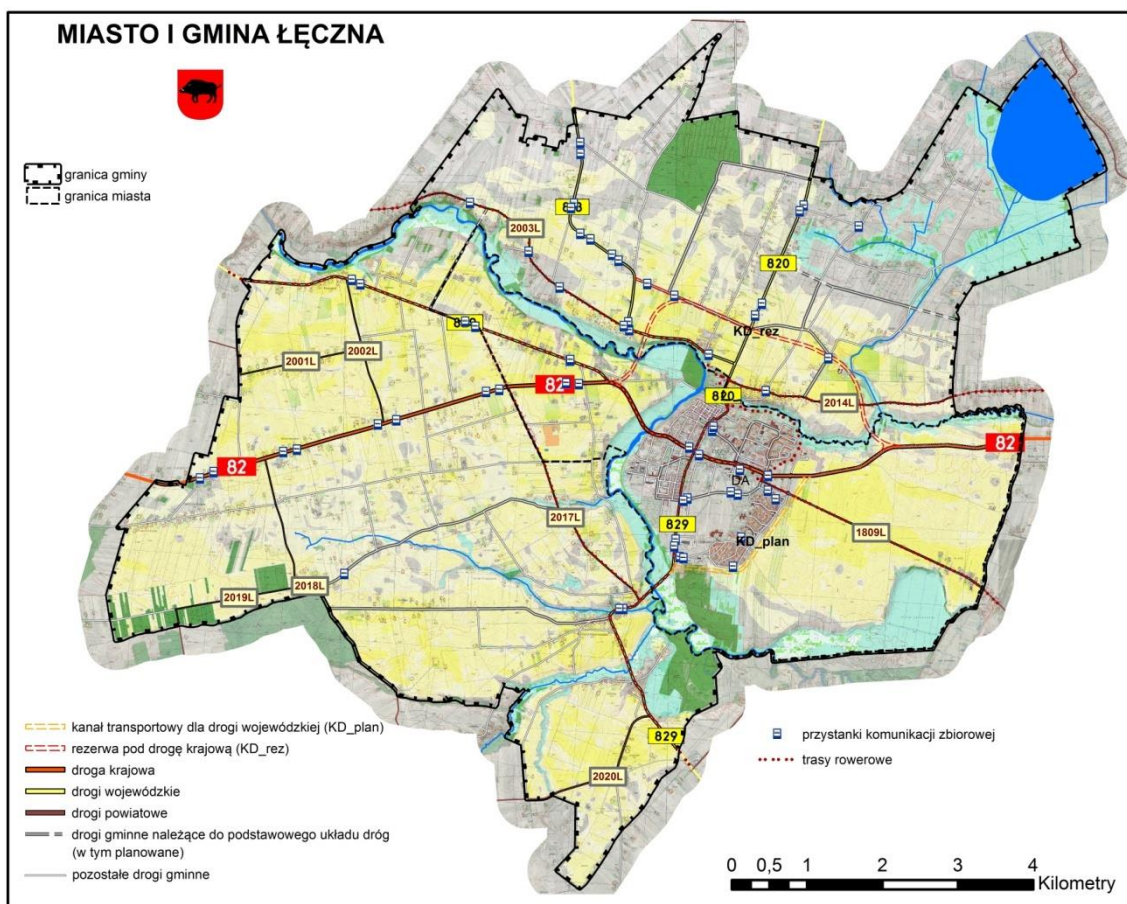 MIASTO I GMINA ŁĘCZNA
granica gminy
granica miasta
2003L
820
KD_rez
2001L
2002L
82
820
2014L
82
82
DA
829
KD_plan
2017L
1809L
2019L
2018L
829
2020L
kanał transportowy dla drogi wojewódzkiej (KD_plan)
rezerwa pod drogę krajową (KD_rez)
droga krajowa
drogi wojewódzkie
drogi powiatowe
drogi gminne należące do podstawowego układu dróg
(w tym planowane)
pozostałe drogi gminne
przystanki komunikacji zbiorowej
trasy rowerowe
0 0,5 1 2 3 4
Kilometry